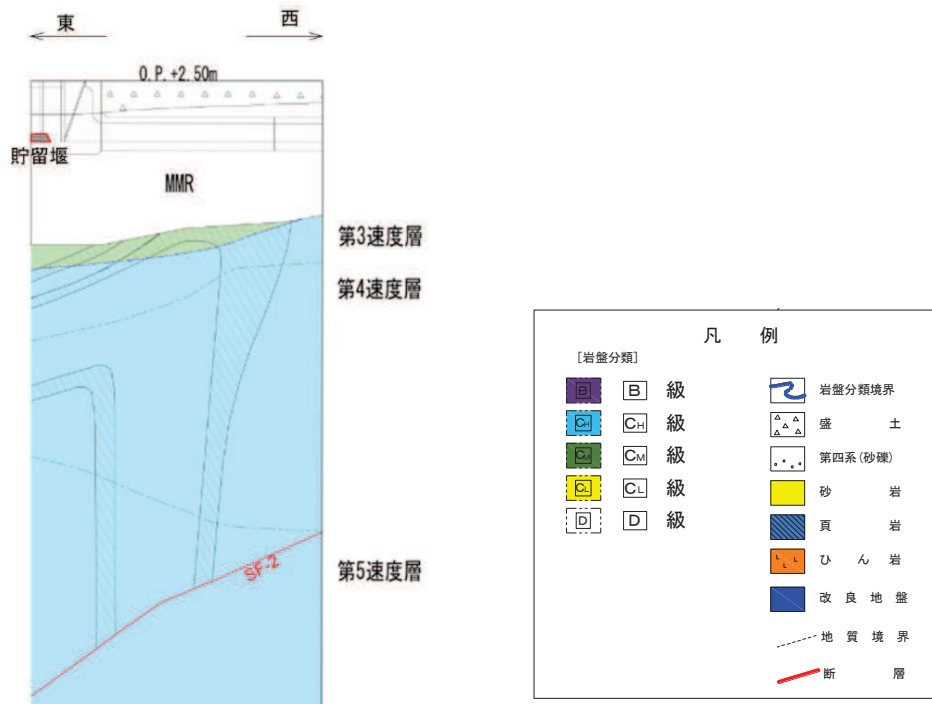 東
西
O.P.+2.50m
貯留堰
MMR
第3速度層
第4速度層
SF-2
第5速度層
凡 例
[岩盤分類]
B B 級
CH CH 級
CM CM 級
CL CL 級
D D 級
岩盤分類境界
盛 土
第四系(砂礫)
砂 岩
頁 岩
ひ ん 岩
改 良 地 盤
地 質 境 界
断 層